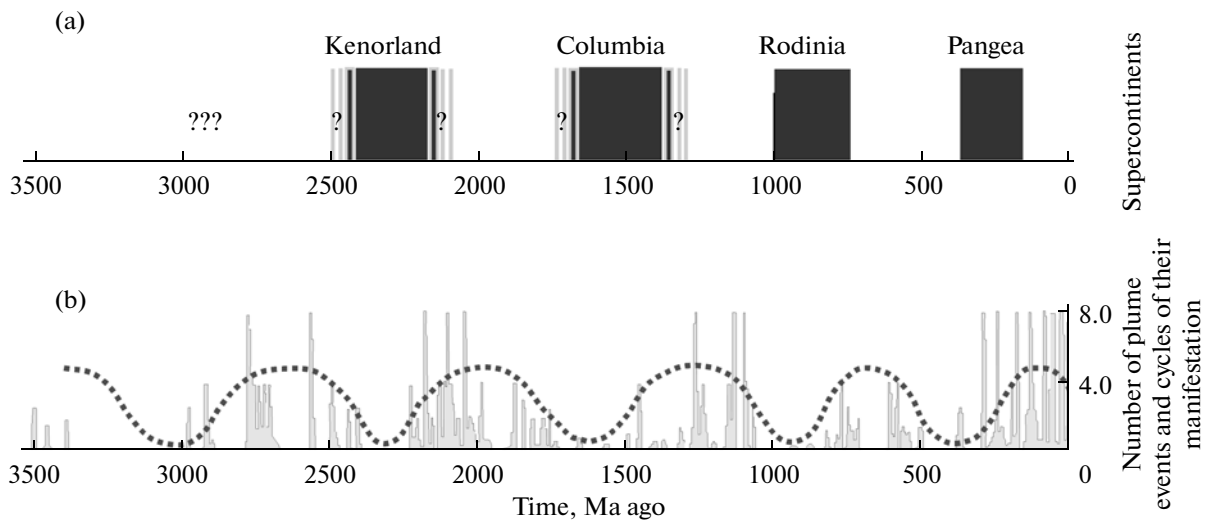 (a)
Kenorland Columbia Rodinia Pangea
??? ? ? ? ?
3500 3000 2500 2000 1500 1000 500 0
Supercontinents
(b)
8.0
4.0
3500 3000 2500 2000 1500 1000 500 0
Time, Ma ago
Number of plume
events and cycles of their
manifestation